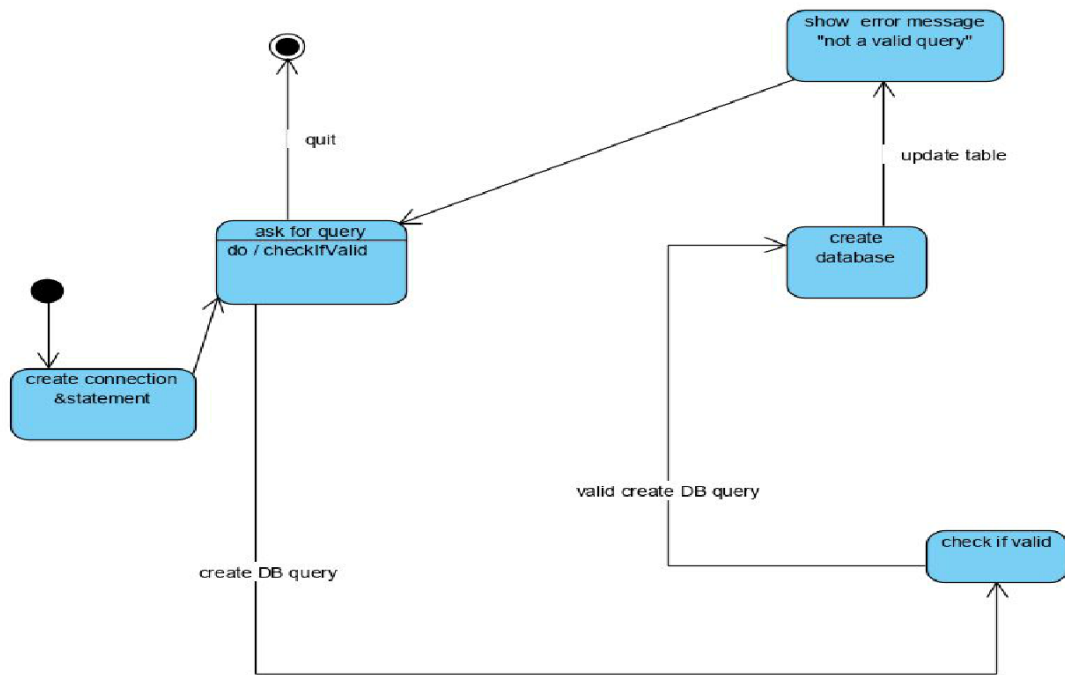 show error message
"not a valid query"
quit
update table
ask for query
do / checkIfValid
create
database
create connection
&statement
valid create DB query
check if valid
create DB query